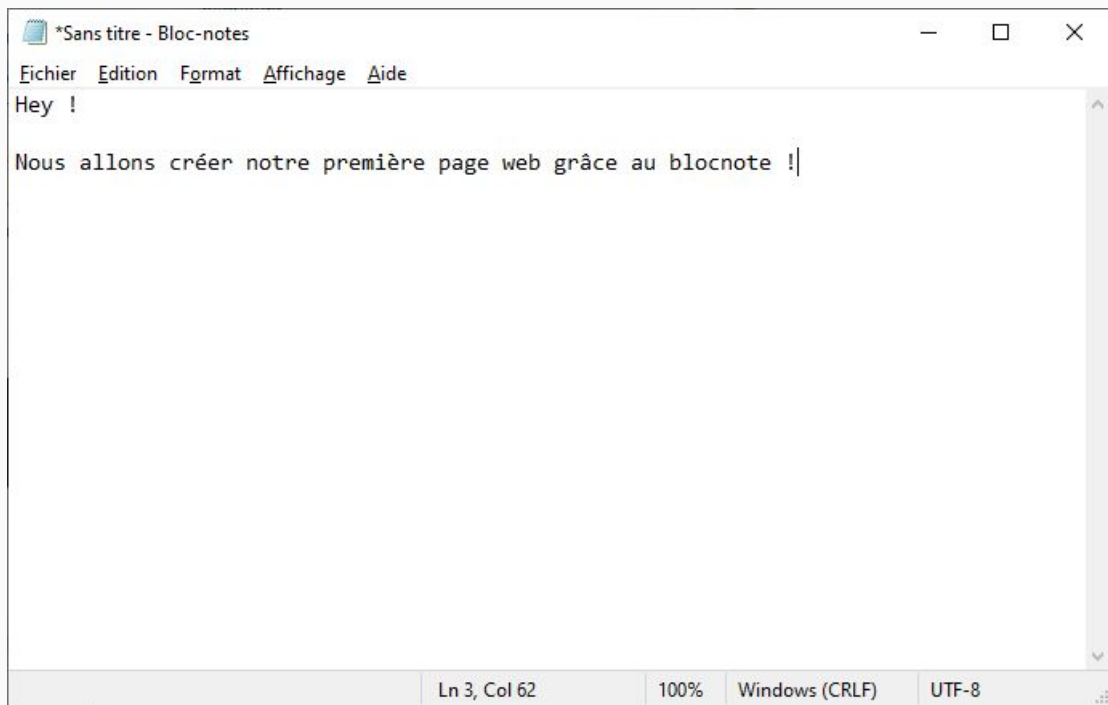 *Sans titre - Bloc-notes
Fichier Edition Format Affichage Aide
Hey !
Nous allons créer notre première page web grâce au blocnote !
Ln 3, Col 62 100% Windows (CRLF) UTF-8